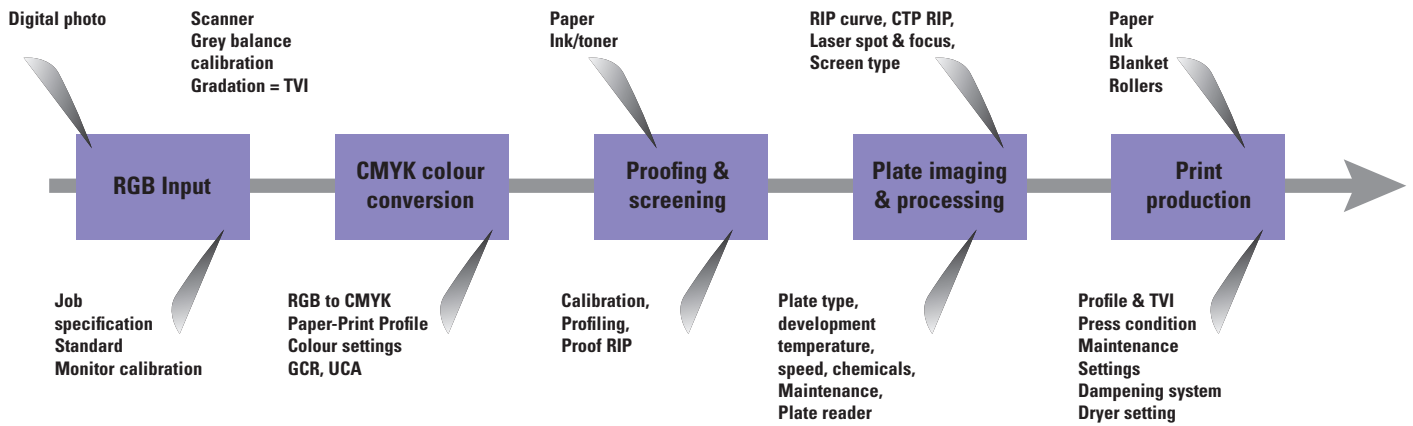 Digital photo
Scanner
Grey balance
calibration
Gradation = TVI
Paper
Ink/toner
RIP curve, CTP RIP,
Laser spot & focus,
Screen type
Paper
Ink
Blanket
Rollers
RGB Input
CMYK colour
conversion
Proofing &
screening
Plate imaging
& processing
Print
production
Job
specification
Standard
Monitor calibration
RGB to CMYK
Paper-Print Profile
Colour settings
GCR, UCA
Calibration,
Profiling,
Proof RIP
Plate type,
development
temperature,
speed, chemicals,
Maintenance,
Plate reader
Profile & TVI
Press condition
Maintenance
Settings
Dampening system
Dryer setting